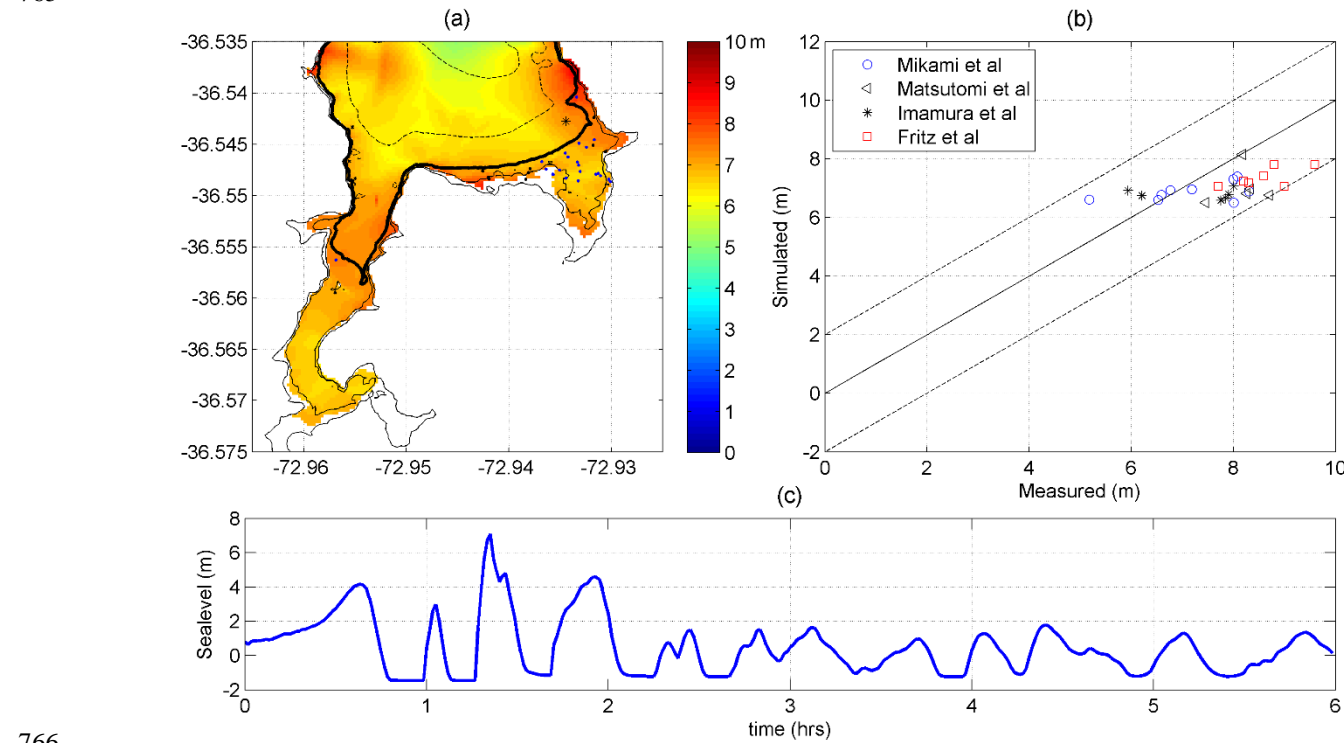 (a)
-36.535
-36.54
-36.545
-36.55
-36.555
-36.56
-36.565
-36.57
-36.575
-72.96 -72.95 -72.94 -72.93
10 m
9
8
7
6
5
4
3
2
1
0
(b)
12
10
8
6
4
2
0
-2
Simulated (m)
Mikami et al
Matsutomi et al
Imamura et al
Fritz et al
0 2 4 6 8 10
Measured (m)
(c)
8
6
4
2
0
-2
Sealevel (m)
0 1 2 3 4 5 6
time (hrs)